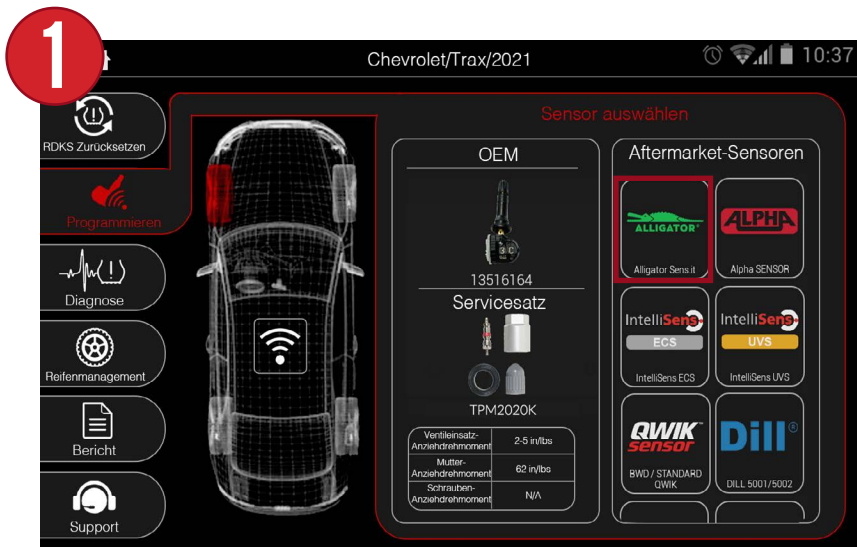 1
Chevrolet/Trax/2021
10:37
RDKS Zurücksetzen
Programmieren
Diagnose
Reifenmanagement
Bericht
Support
Sensor auswählen
OEM
13516164
Servicesatz
TPM2020K
Ventileinsatz-
Anziehdrehmoment
2-5 in/lbs
Mutter-
Anziehdrehmoment
62 in/lbs
Schrauben-
Anziehdrehmoment
N/A
Aftermarket-Sensoren
ALLIGATOR®
Alligator Sens.it
ALPHA
Alpha SENSOR
IntelliSens
ECS
IntelliSens ECS
IntelliSens
UVS
IntelliSens UVS
QWIK™
sensor
BWD / STANDARD
QWIK
Dill®
DILL 5001/5002